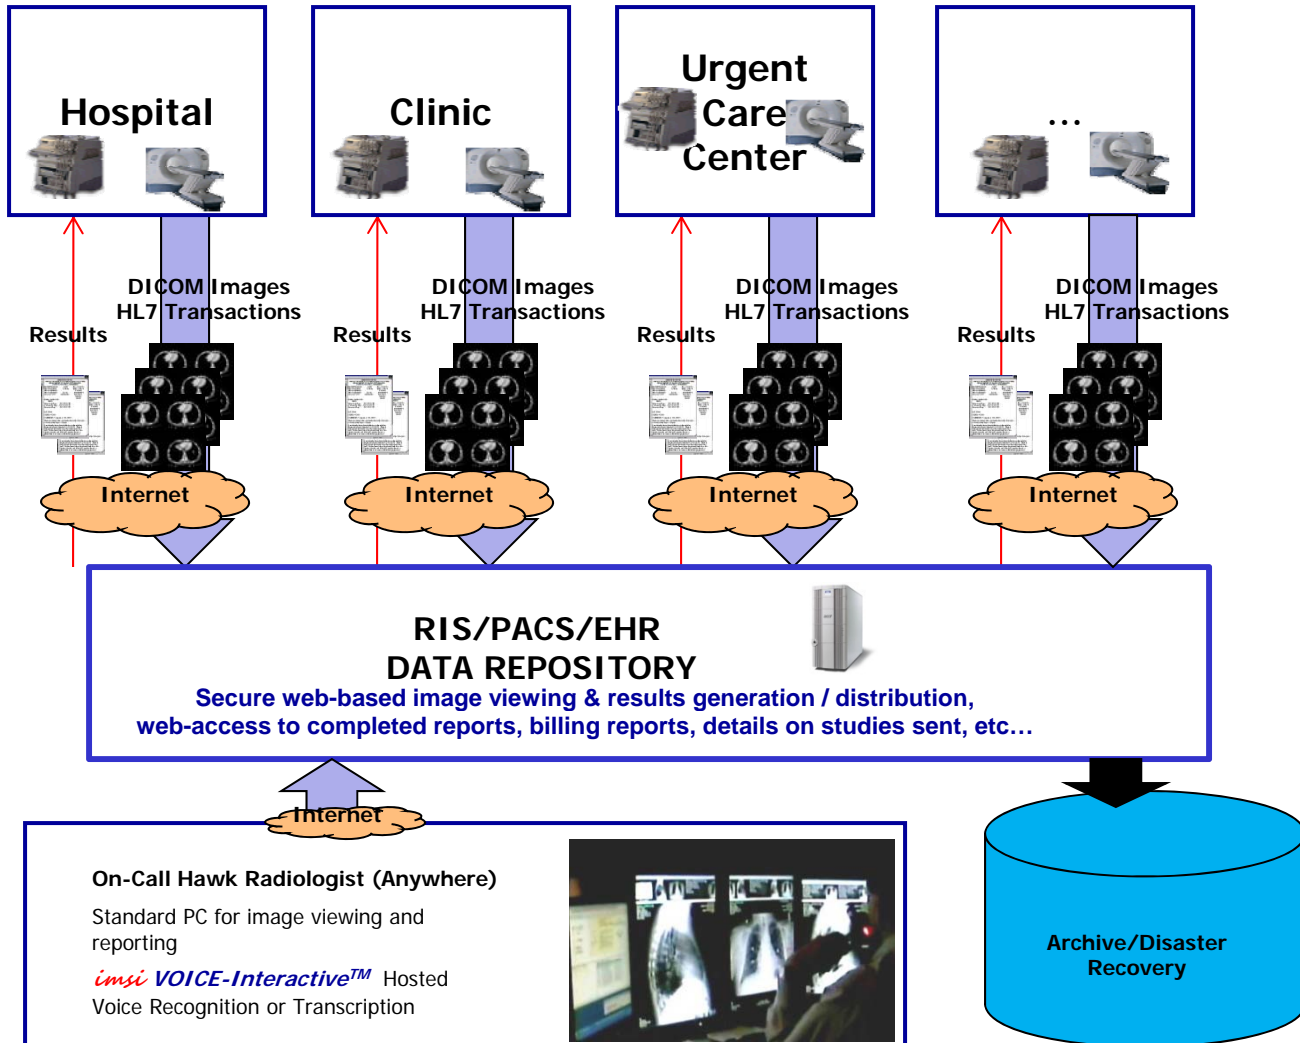 Hospital
Clinic
Urgent
Care
Center
...
DICOM Images
HL7 Transactions
Results
DICOM Images
HL7 Transactions
Results
DICOM Images
HL7 Transactions
Results
DICOM Images
HL7 Transactions
Results
Internet
Internet
Internet
Internet
RIS/PACS/EHR
DATA REPOSITORY
Secure web-based image viewing & results generation / distribution,
web-access to completed reports, billing reports, details on studies sent, etc...
Internet
On-Call Hawk Radiologist (Anywhere)
Standard PC for image viewing and
reporting
imsi VOICE-Interactive™ Hosted
Voice Recognition or Transcription
Archive/Disaster
Recovery